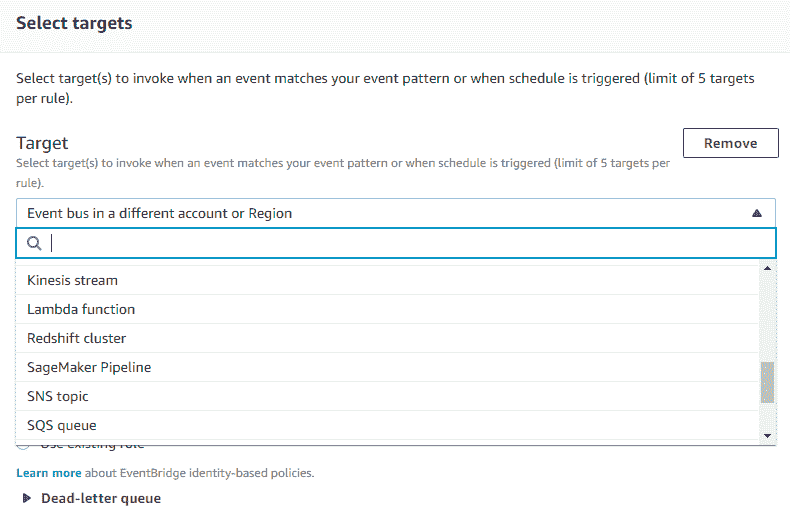 Select targets
Select target(s) to invoke when an event matches your event pattern or when schedule is triggered (limit of 5 targets
per rule).
Target
Remove
Select target(s) to invoke when an event matches your event pattern or when schedule is triggered (limit of 5 targets per
rule).
Event bus in a different account or Region
Kinesis stream
Lambda function
Redshift cluster
SageMaker Pipeline
SNS topic
SQS queue
Use existing role
Learn more about EventBridge identity-based policies.
Dead-letter queue